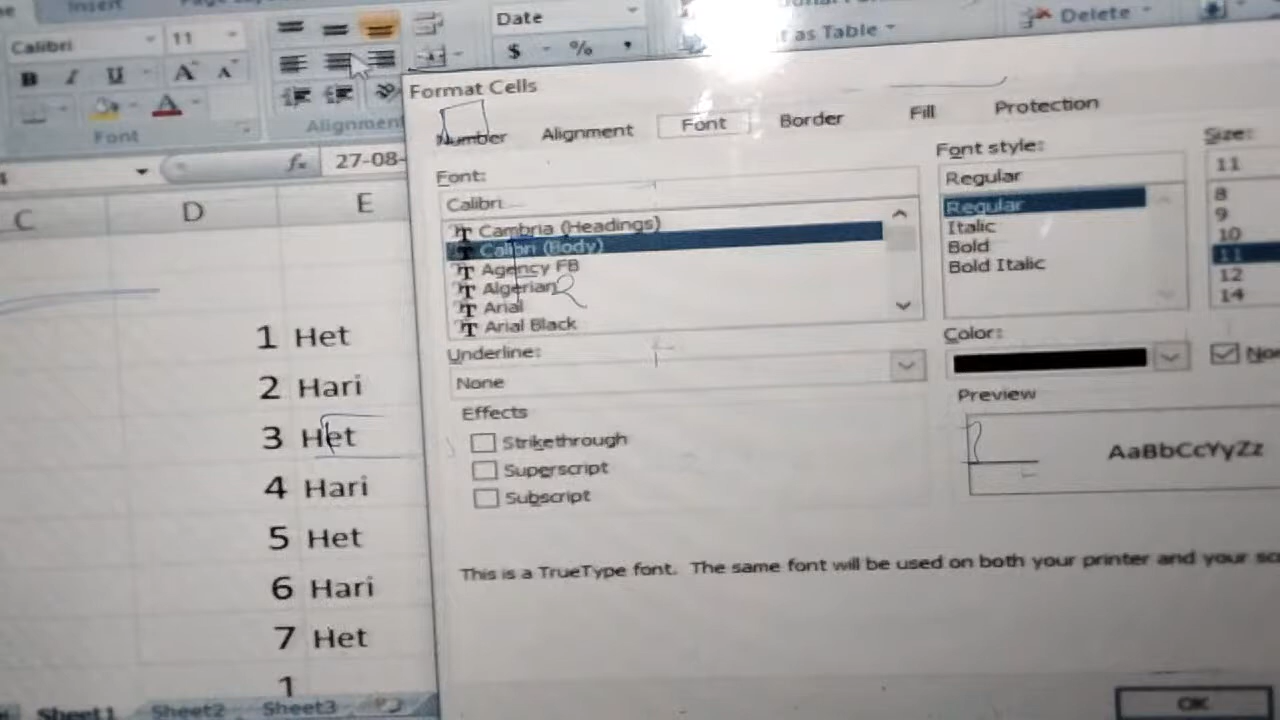 Insert
Calibri 11 Date
B I U A A $ % , as Table Delete
Font Alignment
Format Cells
Number Alignment Font Border Fill Protection
fx 27-08-
C D E
Font: Font style: Size:
Calibri Regular 11
Cambria (Headings) Regular 8
Calibri (Body) Italic 9
Agency FB Bold 10
Algerian Bold Italic 11
Arial 12
Arial Black 14
Underline: Color:
None
Effects Preview
Strikethrough AaBbCcYyZz
Superscript
Subscript
This is a TrueType font. The same font will be used on both your printer and your
1 Het
2 Hari
3 Het
4 Hari
5 Het
6 Hari
7 Het
1
Sheet1 Sheet2 Sheet3
OK